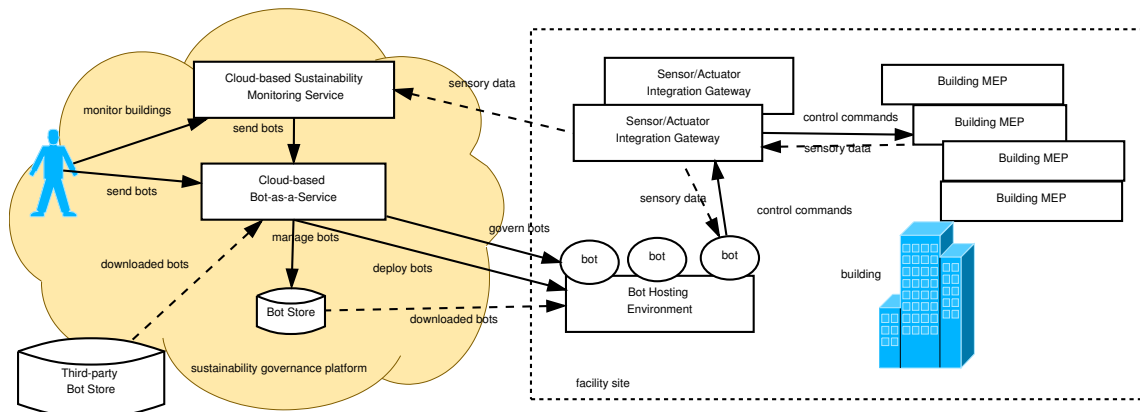 Cloud-based Sustainability
Monitoring Service
sensory data
monitor buildings
send bots
send bots
Cloud-based
Bot-as-a-Service
manage bots
govern bots
deploy bots
downloaded bots
Bot Store
downloaded bots
Third-party
Bot Store
sustainability governance platform
Sensor/Actuator
Integration Gateway
Sensor/Actuator
Integration Gateway
control commands
sensory data
Building MEP
Building MEP
Building MEP
Building MEP
sensory data
control commands
bot
bot
bot
Bot Hosting
Environment
building
facility site